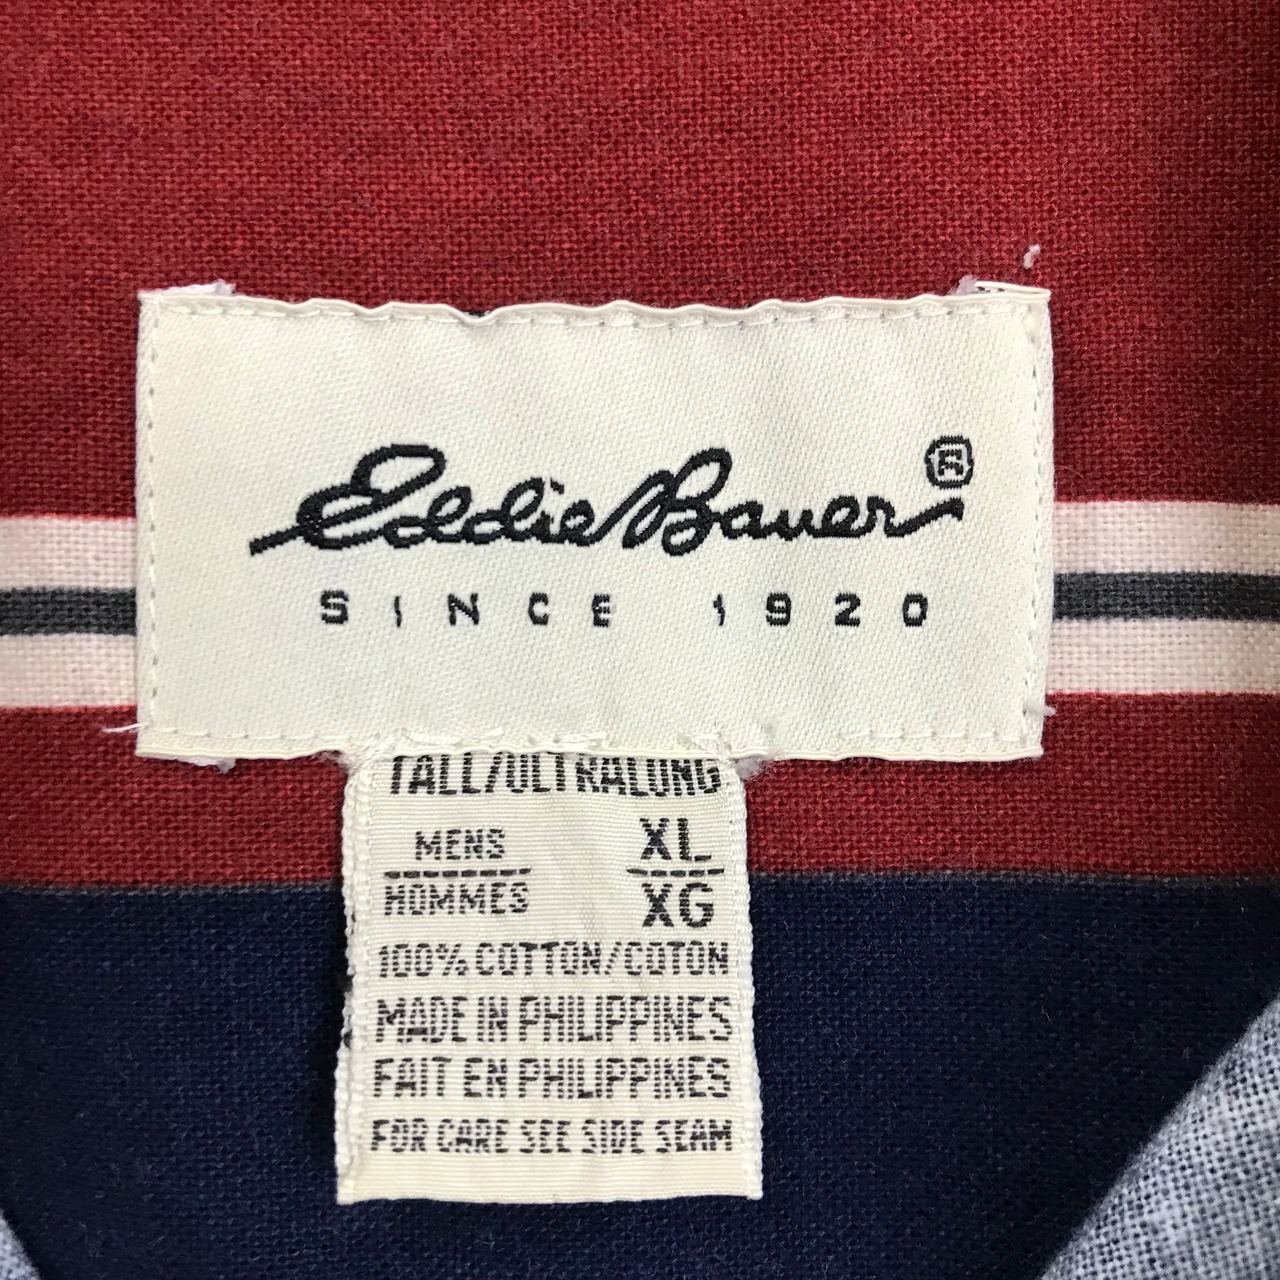 Eddie Bauer®
SINCE 1920
TALL/ULTRALONG
MENS XL
HOMMES XG
100% COTTON/COTON
MADE IN PHILIPPINES
FAIT EN PHILIPPINES
FOR CARE SEE SIDE SEAM